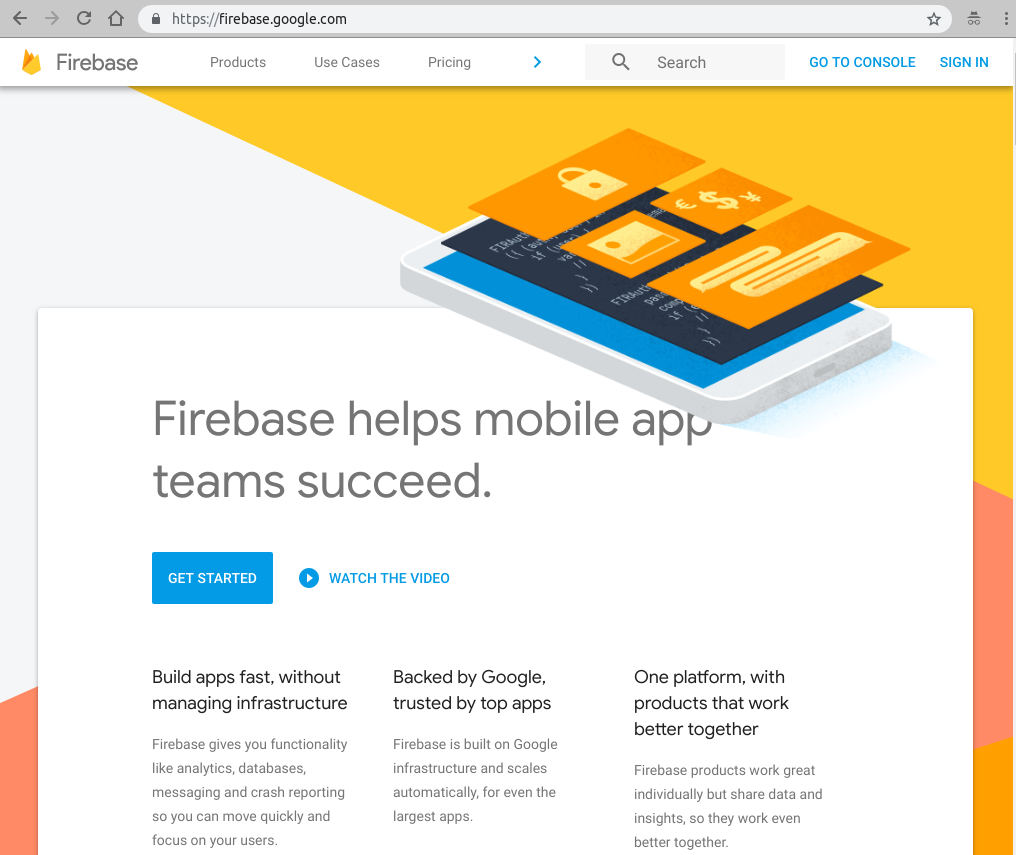 https://firebase.google.com
Firebase Products Use Cases Pricing Search GO TO CONSOLE SIGN IN
Firebase helps mobile app
teams succeed.
GET STARTED WATCH THE VIDEO
Build apps fast, without
managing infrastructure
Firebase gives you functionality
like analytics, databases,
messaging and crash reporting
so you can move quickly and
focus on your users.
Backed by Google,
trusted by top apps
Firebase is built on Google
infrastructure and scales
automatically, for even the
largest apps.
One platform, with
products that work
better together
Firebase products work great
individually but share data and
insights, so they work even
better together.